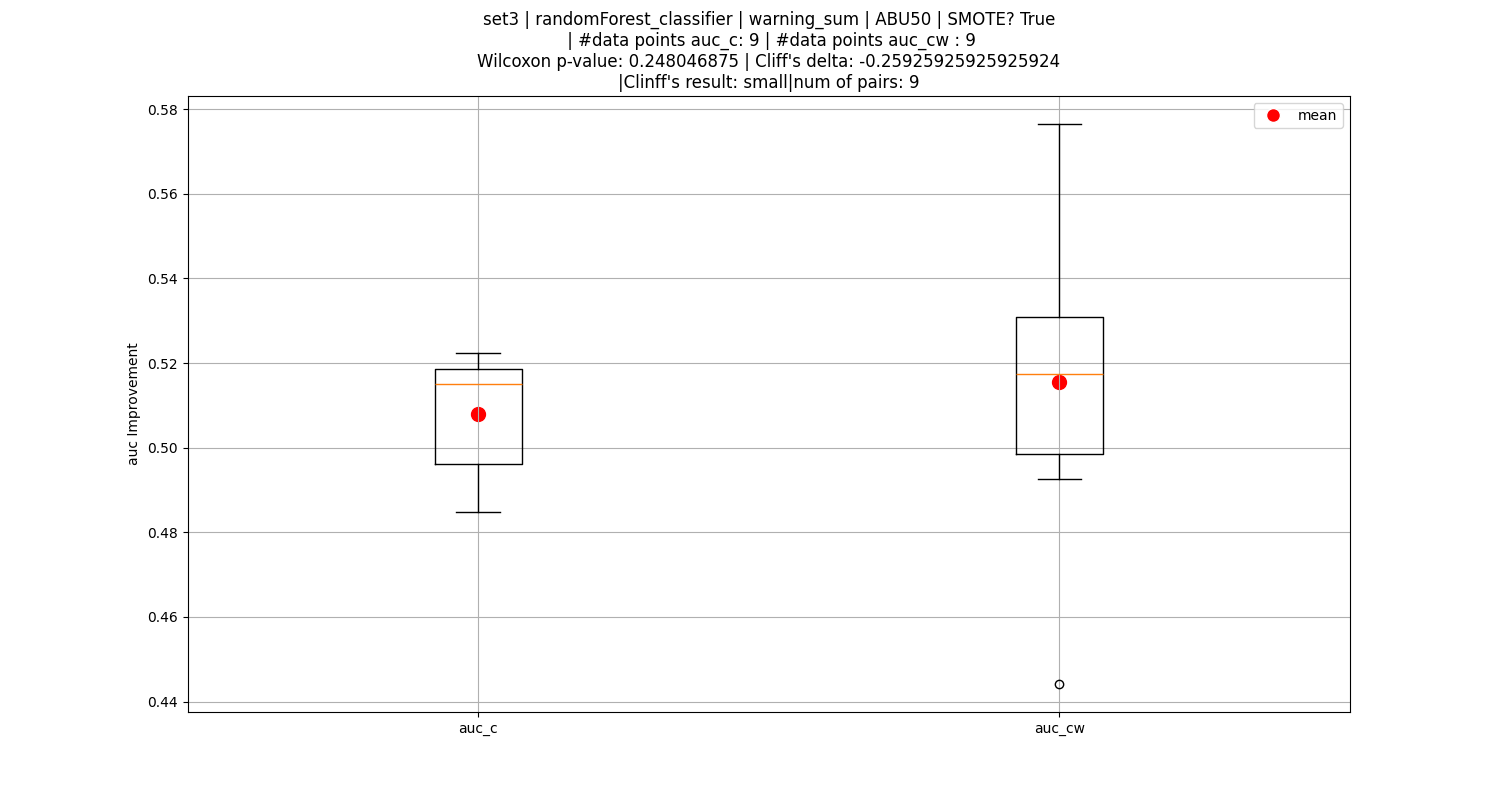 set3 | randomForest_classifier | warning_sum | ABU50 | SMOTE? True
| #data points auc_c: 9 | #data points auc_cw : 9
Wilcoxon p-value: 0.248046875 | Cliff's delta: -0.25925925925925924
|Clinff's result: small|num of pairs: 9
mean
0.58
0.56
0.54
0.52
0.50
0.48
0.46
0.44
auc Improvement
auc_c
auc_cw